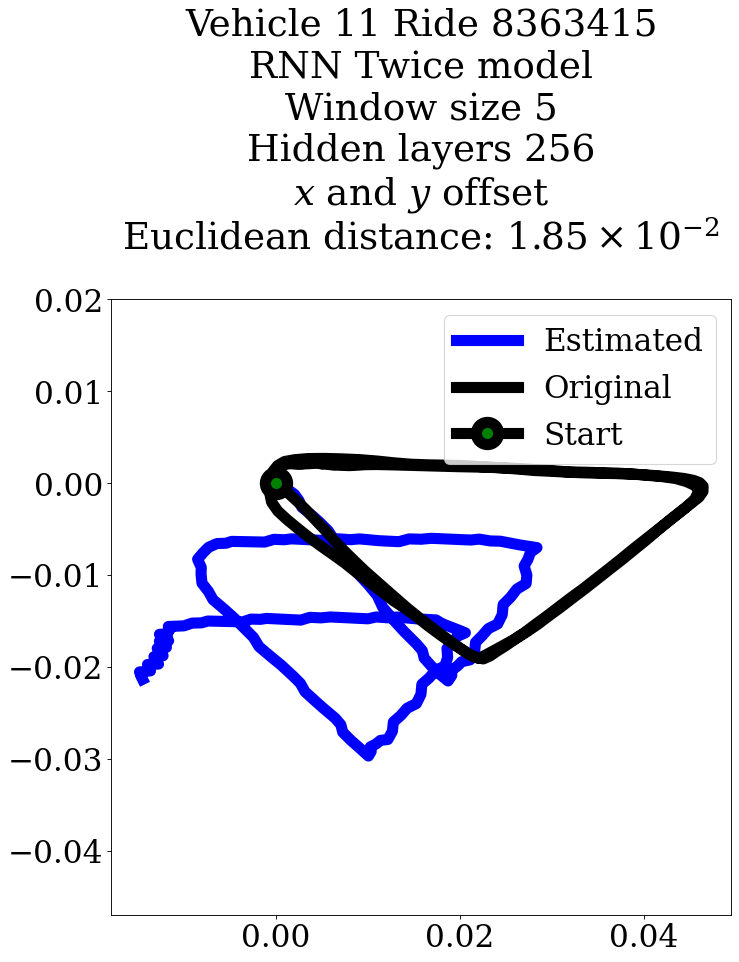 Vehicle 11 Ride 8363415
RNN Twice model
Window size 5
Hidden layers 256
x and y offset
Euclidean distance: 1.85 × 10⁻²
0.02
0.01
0.00
−0.01
−0.02
−0.03
−0.04
Estimated
Original
Start
0.00 0.02 0.04